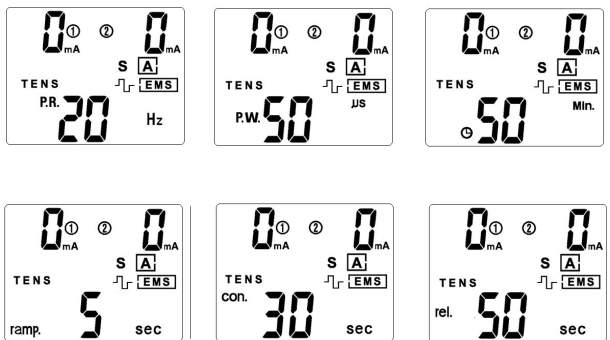 0 mA ① ② 0 mA
S A
TENS EMS
P.R. 20 Hz
0 mA ① ② 0 mA
S A
TENS EMS
µs
P.W. 50
0 mA ① ② 0 mA
S A
TENS EMS
Min.
50
0 mA ① ② 0 mA
S A
TENS EMS
ramp. 5 sec
0 mA ① ② 0 mA
S A
TENS EMS
con. 30 sec
0 mA ① ② 0 mA
S A
TENS EMS
rel. 50 sec